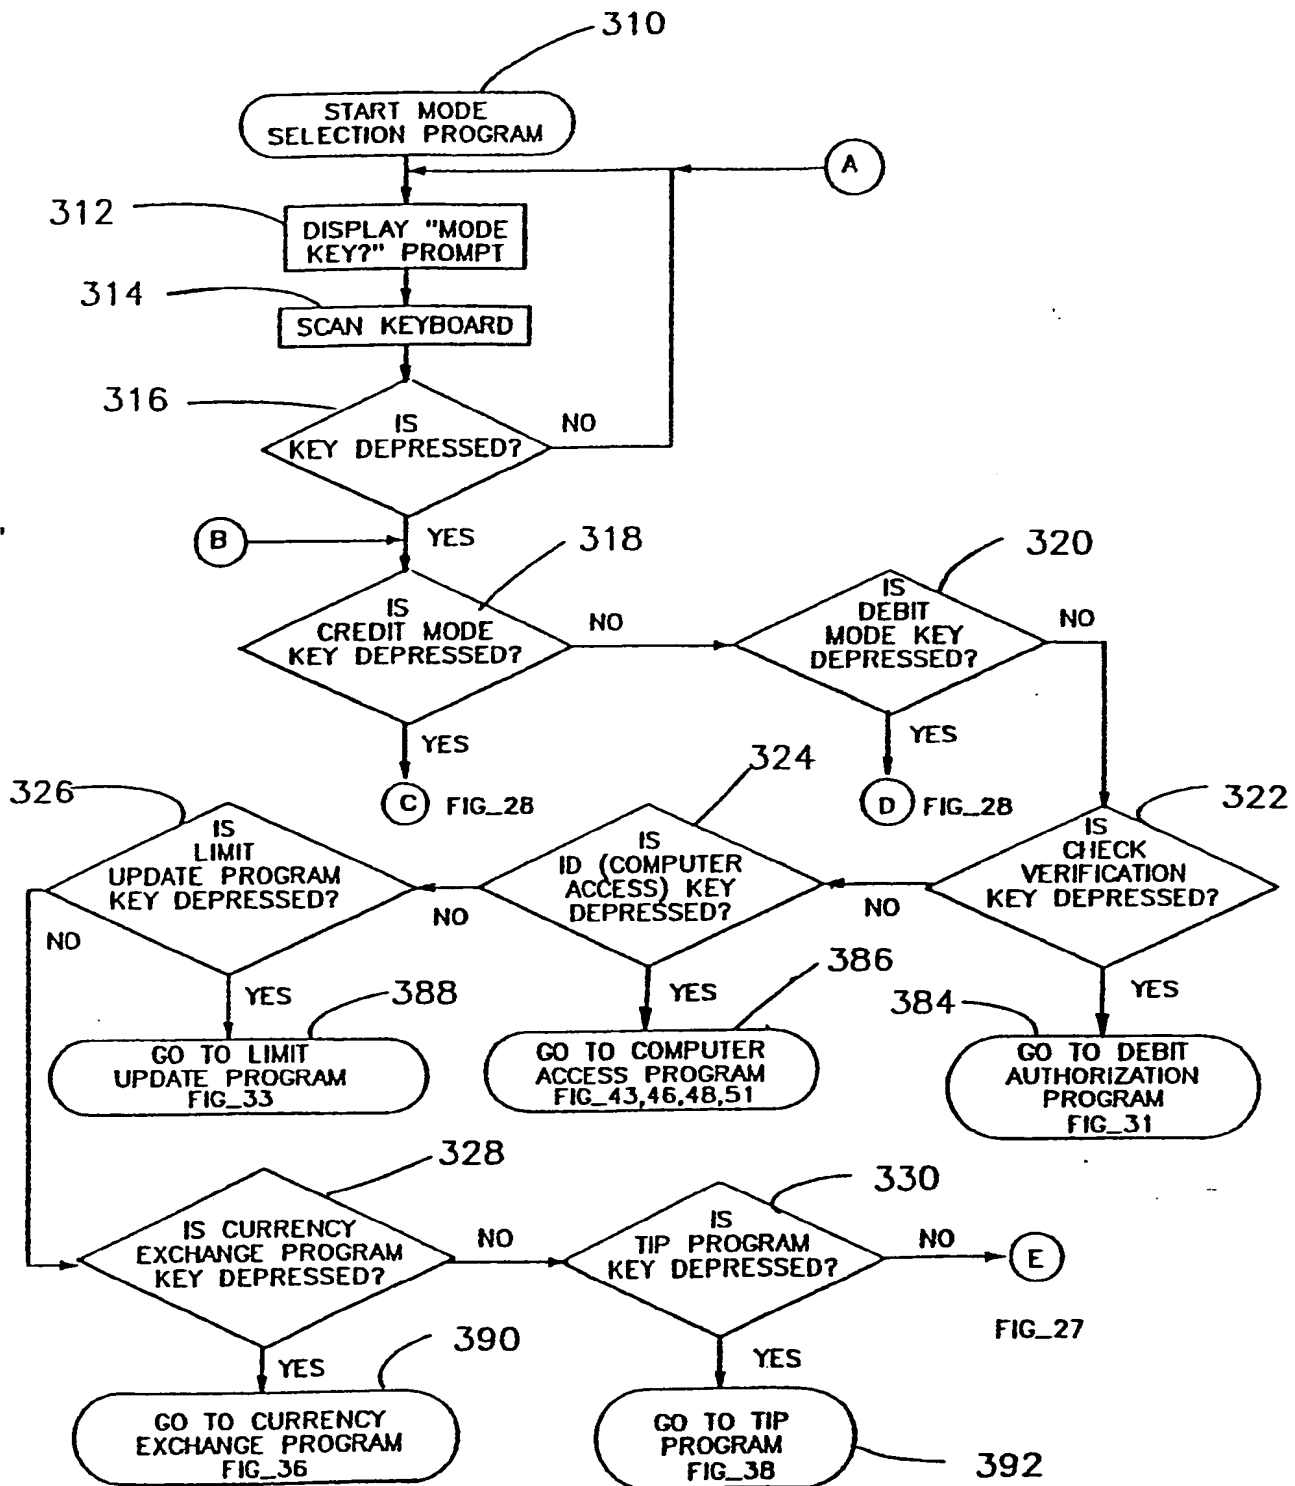 310
START MODE
SELECTION PROGRAM
A
312
DISPLAY "MODE
KEY?" PROMPT
314
SCAN KEYBOARD
316
IS
KEY DEPRESSED?
NO
B
YES
318
320
IS
CREDIT MODE
KEY DEPRESSED?
NO
IS
DEBIT
MODE KEY
DEPRESSED?
NO
YES
YES
C FIG_28
D FIG_28
326
324
322
IS
LIMIT
UPDATE PROGRAM
KEY DEPRESSED?
NO
IS
ID (COMPUTER
ACCESS) KEY
DEPRESSED?
NO
IS
CHECK
VERIFICATION
KEY DEPRESSED?
NO
YES
388
YES
386
YES
384
GO TO LIMIT
UPDATE PROGRAM
FIG_33
GO TO COMPUTER
ACCESS PROGRAM
FIG_43,46,48,51
GO TO DEBIT
AUTHORIZATION
PROGRAM
FIG_31
328
330
IS CURRENCY
EXCHANGE PROGRAM
KEY DEPRESSED?
NO
IS
TIP PROGRAM
KEY DEPRESSED?
NO
E
FIG_27
YES
390
YES
GO TO CURRENCY
EXCHANGE PROGRAM
FIG_36
GO TO TIP
PROGRAM
FIG_38
392